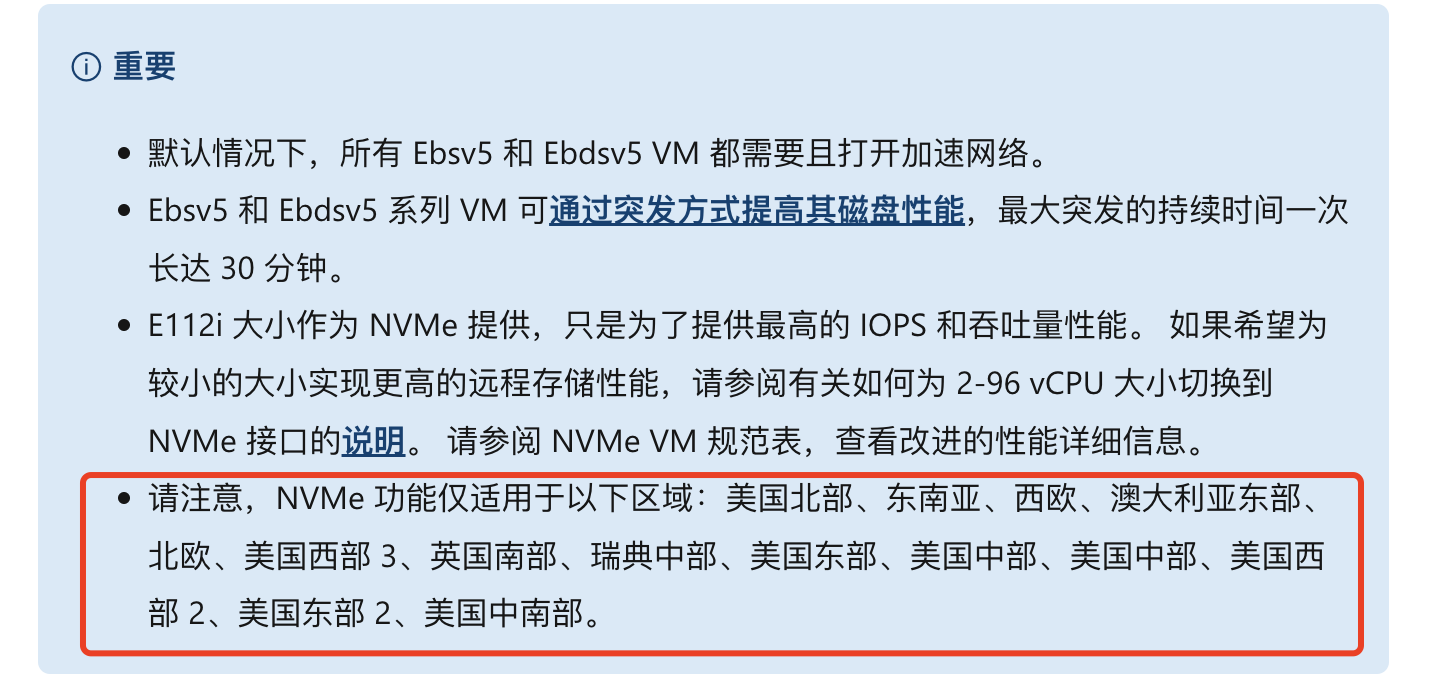 重要
默认情况下，所有 Ebsv5 和 Ebdsv5 VM 都需要且打开加速网络。
Ebsv5 和 Ebdsv5 系列 VM 可通过突发方式提高其磁盘性能，最大突发的持续时间一次
长达 30 分钟。
E112i 大小作为 NVMe 提供，只是为了提供最高的 IOPS 和吞吐量性能。 如果希望为
较小的大小实现更高的远程存储性能，请参阅有关如何为 2-96 vCPU 大小切换到
NVMe 接口的说明。 请参阅 NVMe VM 规范表，查看改进的性能详细信息。
请注意，NVMe 功能仅适用于以下区域：美国北部、东南亚、西欧、澳大利亚东部、
北欧、美国西部 3、英国南部、瑞典中部、美国东部、美国中部、美国中部、美国西
部 2、美国东部 2、美国中南部。